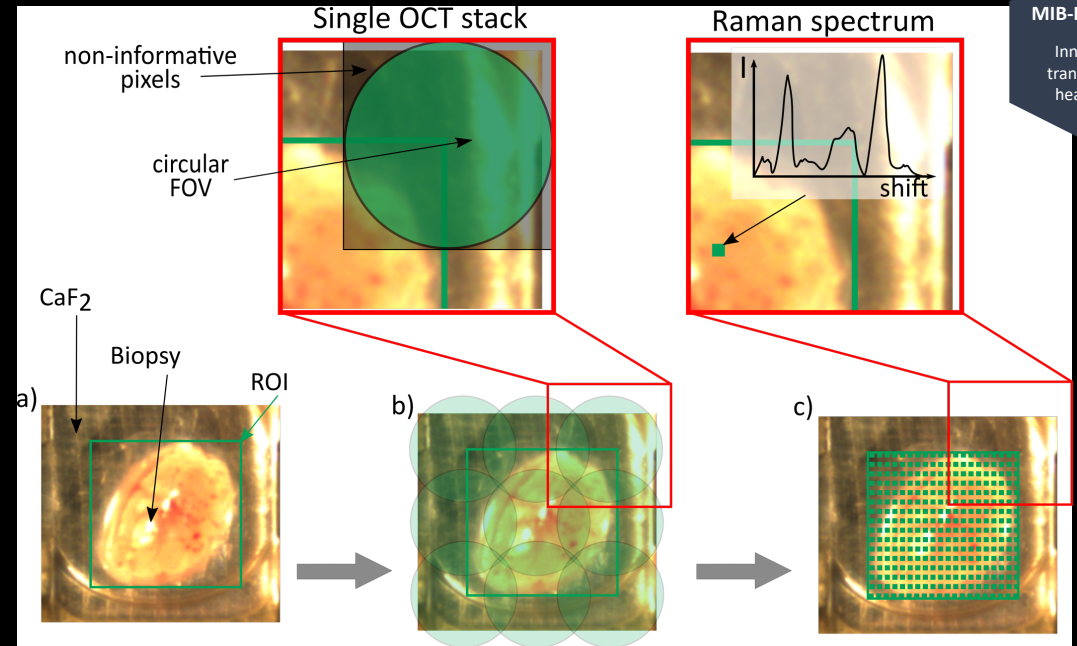 Single OCT stack
Raman spectrum
MIB-
Inn
tran
hea
non-informative
pixels
circular
FOV
I
shift
CaF2
Biopsy
ROI
a)
b)
c)